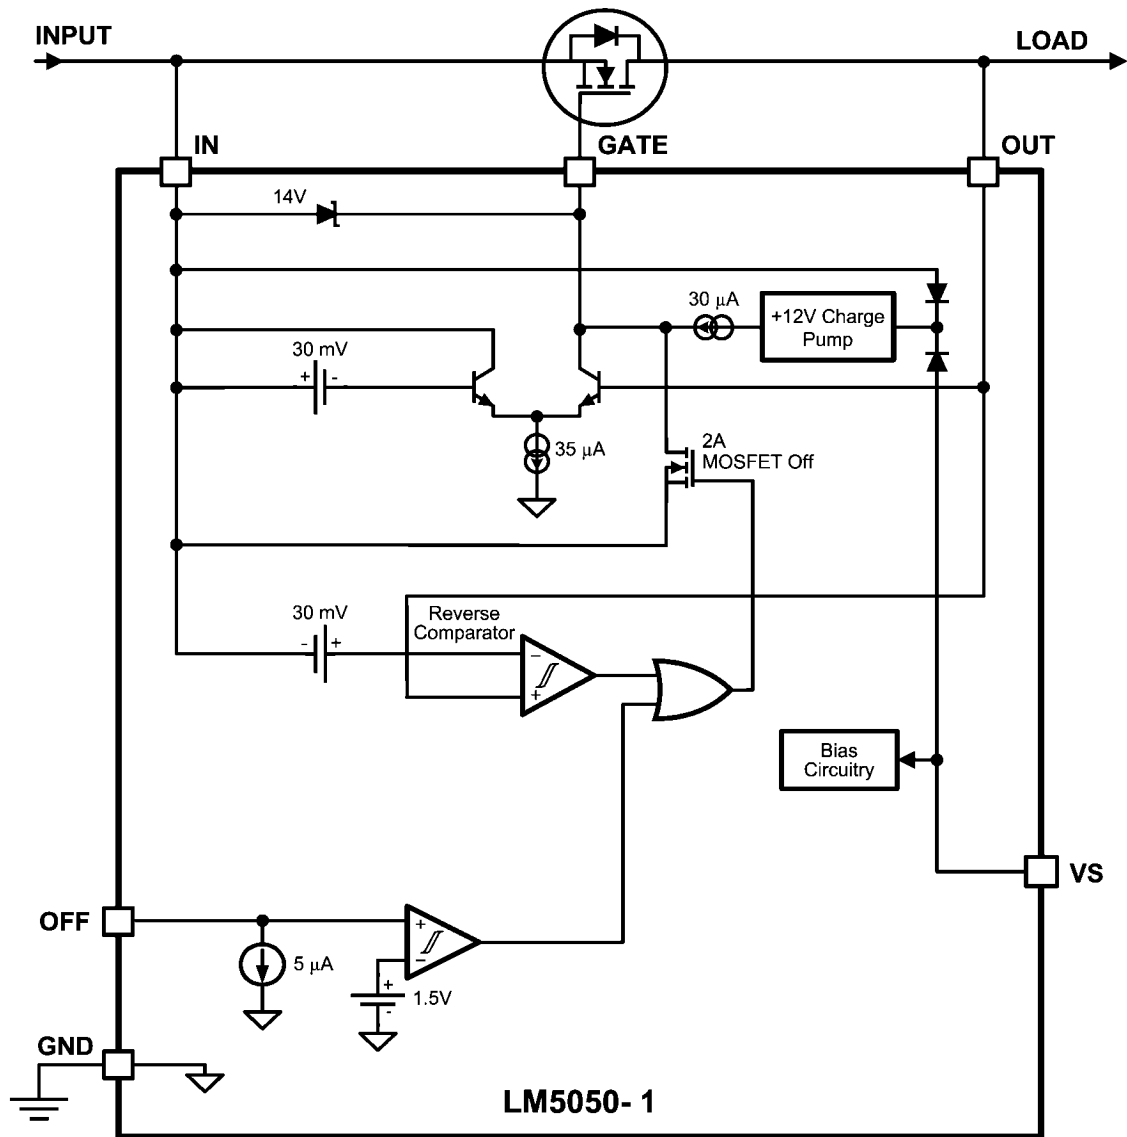 INPUT
LOAD
IN
GATE
OUT
14V
30 μA
+12V Charge
Pump
30 mV
+ -
35 μA
2A
MOSFET Off
30 mV
- +
Reverse
Comparator
−
+
Bias
Circuitry
VS
OFF
+
−
5 μA
+
1.5V
-
GND
LM5050- 1